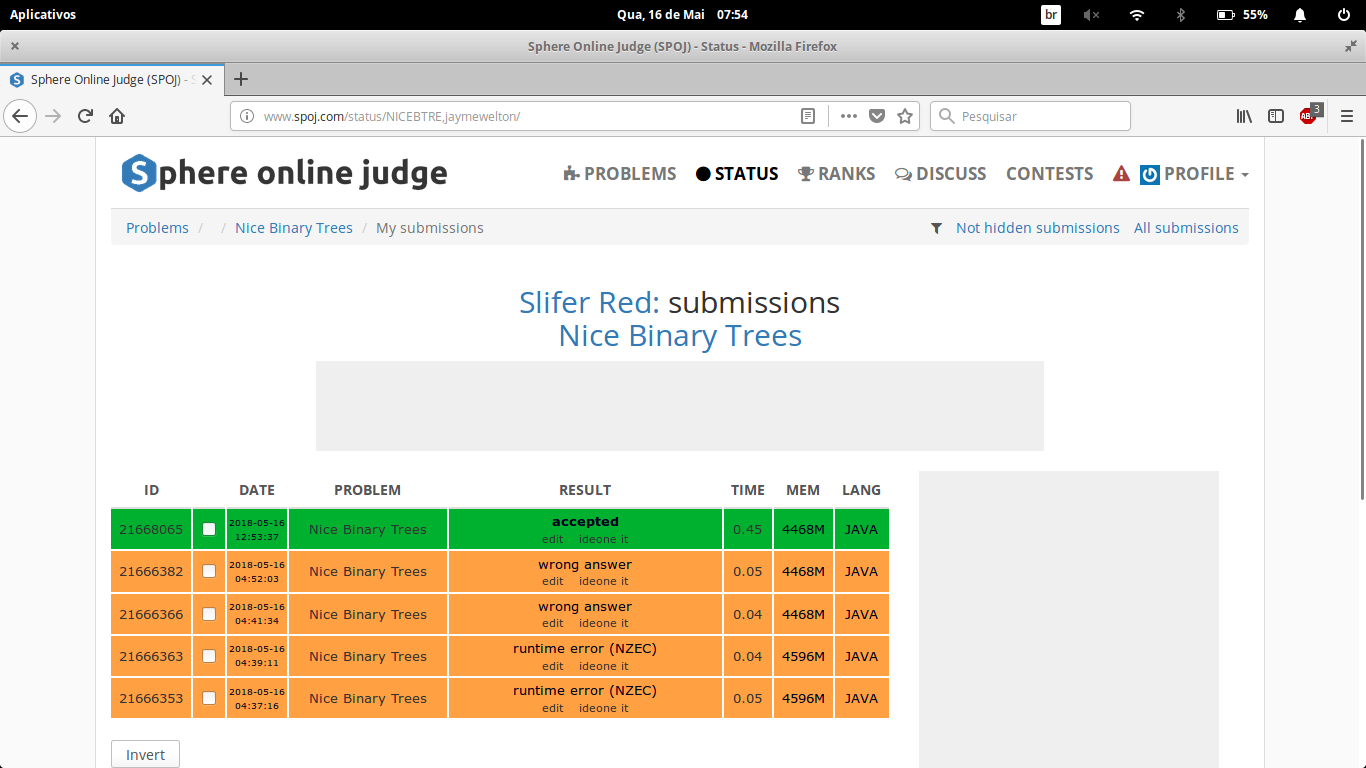 Aplicativos Qua, 16 de Mai 07:54 br 55%
Sphere Online Judge (SPOJ) - Status - Mozilla Firefox
Sphere Online Judge (SPOJ) -
www.spoj.com/status/NICEBTRE,jaymewelton/ Pesquisar ABP 3
Sphere online judge PROBLEMS STATUS RANKS DISCUSS CONTESTS PROFILE
Problems / / Nice Binary Trees / My submissions Not hidden submissions All submissions
Slifer Red: submissions
Nice Binary Trees
ID DATE PROBLEM RESULT TIME MEM LANG
21668065 2018-05-16 12:53:37 Nice Binary Trees accepted edit ideone it 0.45 4468M JAVA
21666382 2018-05-16 04:52:03 Nice Binary Trees wrong answer edit ideone it 0.05 4468M JAVA
21666366 2018-05-16 04:41:34 Nice Binary Trees wrong answer edit ideone it 0.04 4468M JAVA
21666363 2018-05-16 04:39:11 Nice Binary Trees runtime error (NZEC) edit ideone it 0.04 4596M JAVA
21666353 2018-05-16 04:37:16 Nice Binary Trees runtime error (NZEC) edit ideone it 0.05 4596M JAVA
Invert